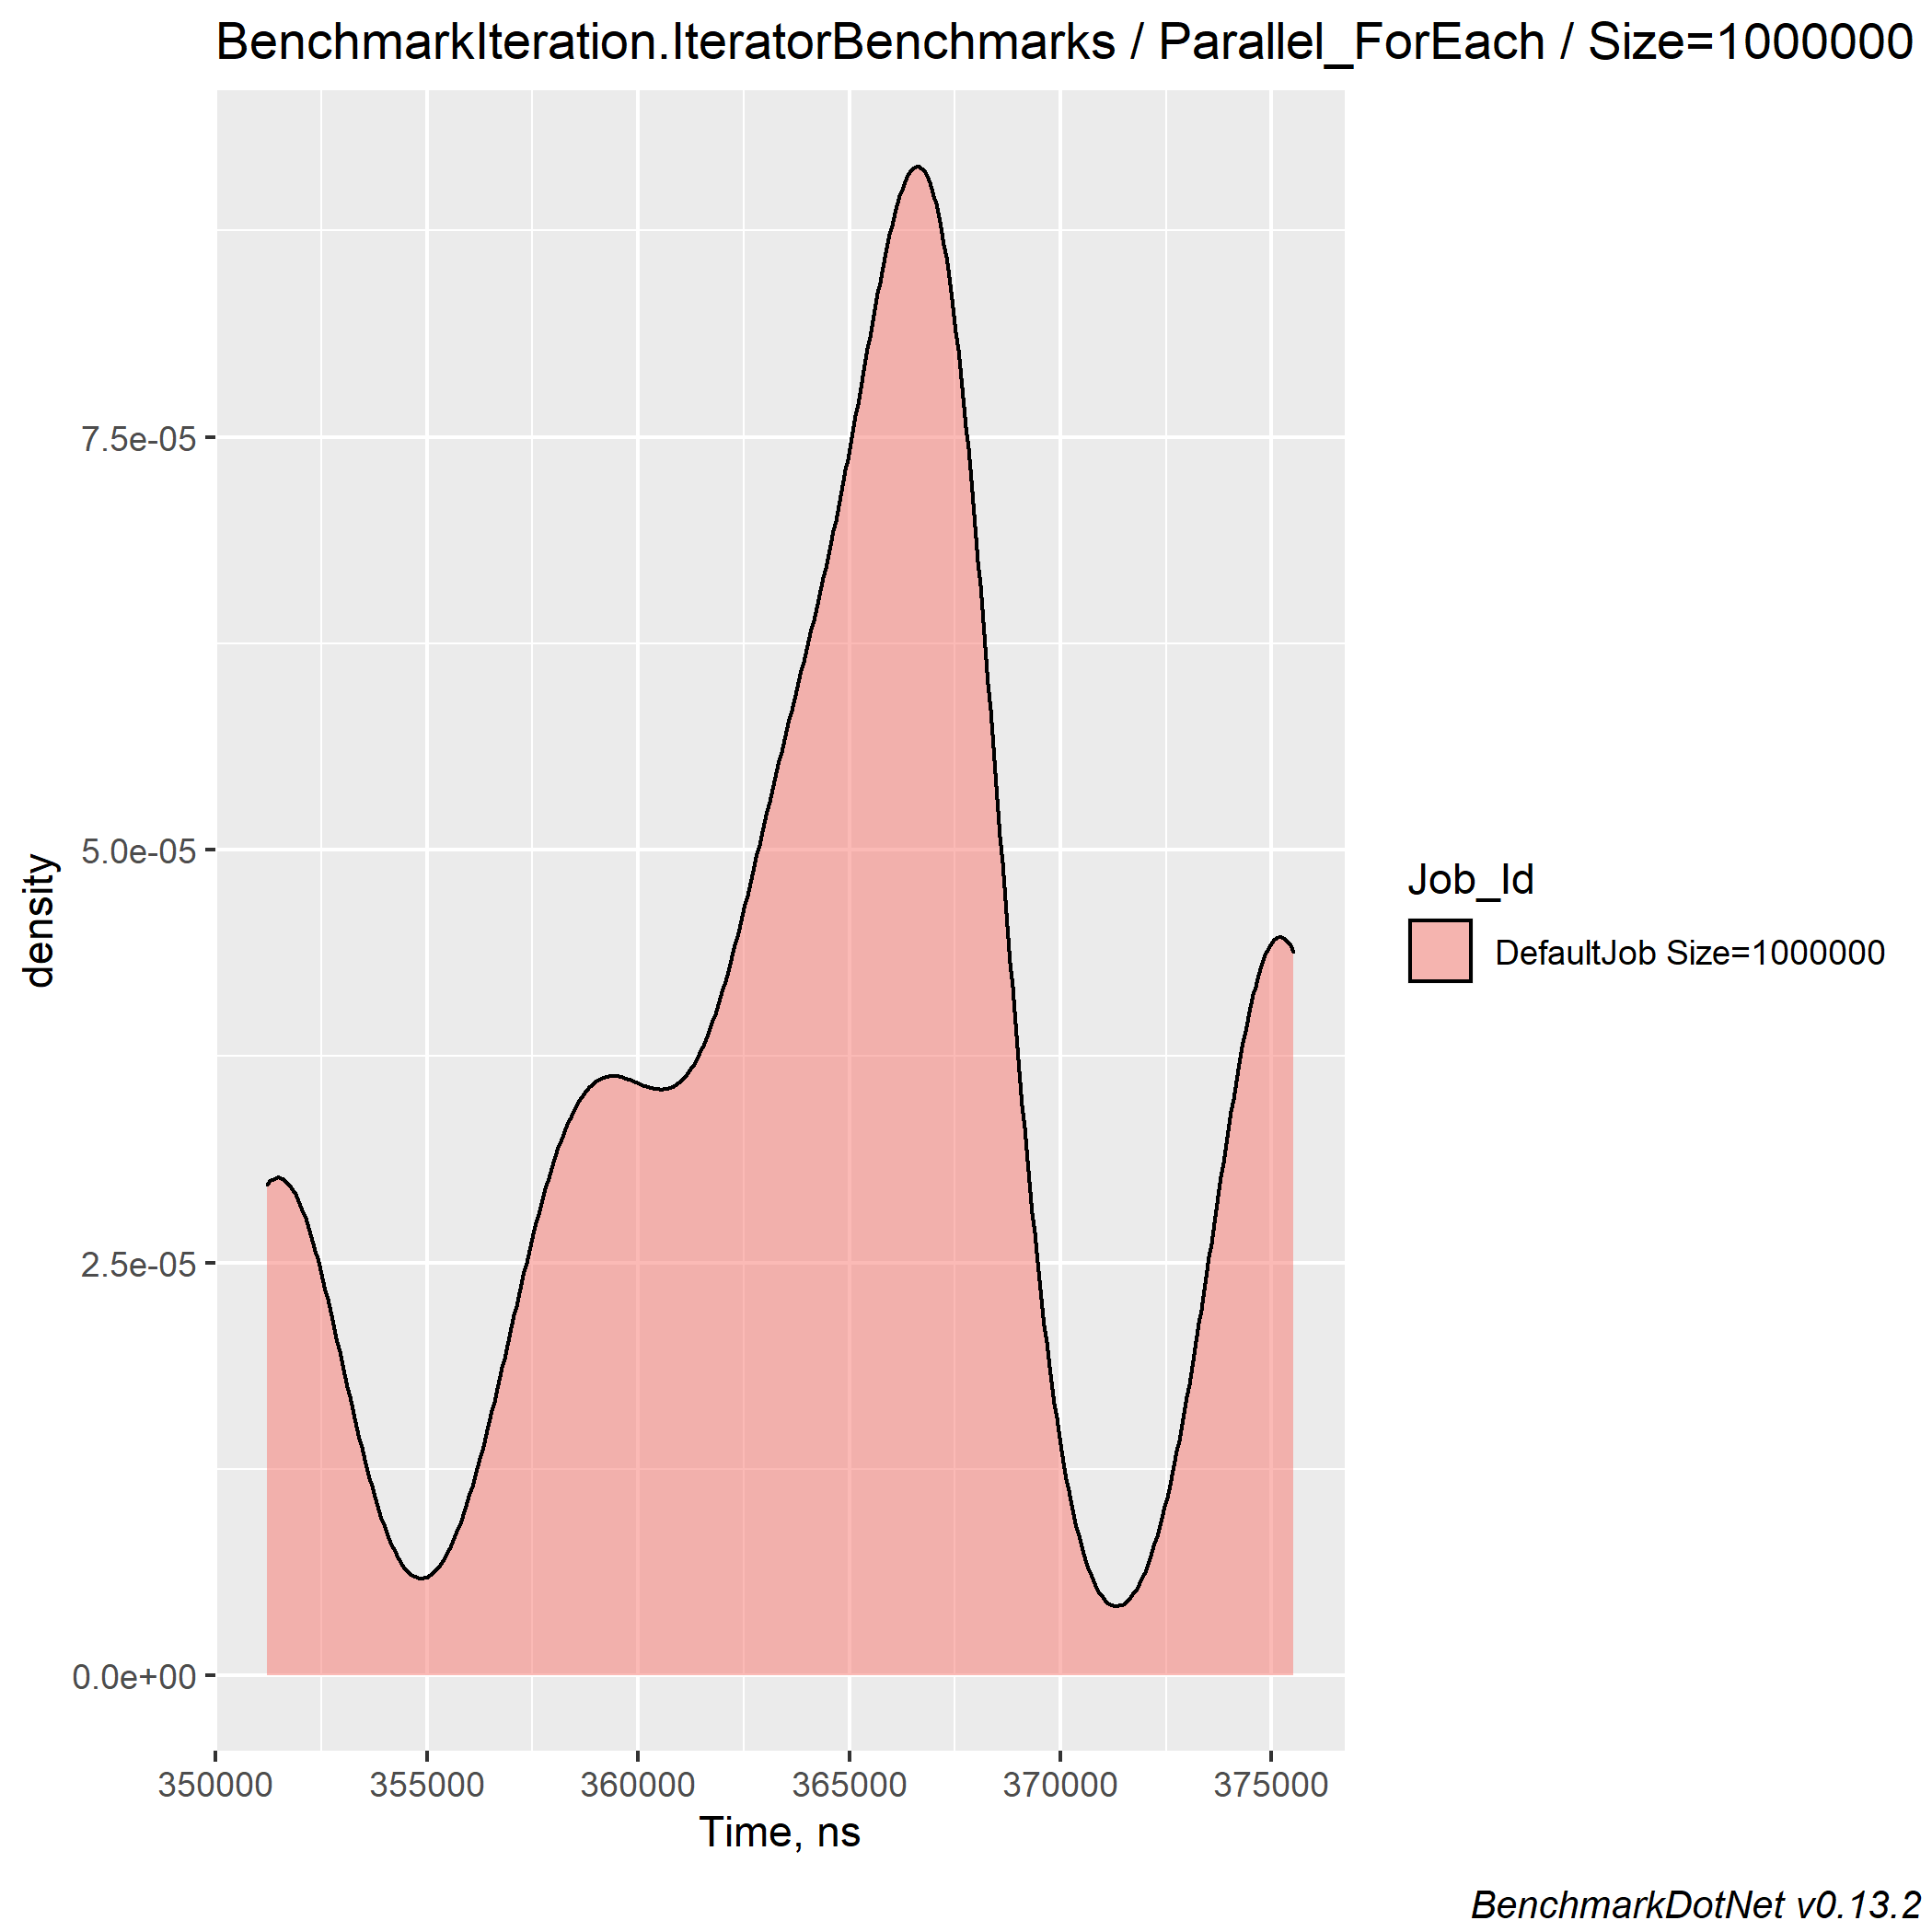 BenchmarkIteration.IteratorBenchmarks / Parallel_ForEach / Size=1000000
7.5e-05
5.0e-05
2.5e-05
0.0e+00
density
350000 355000 360000 365000 370000 375000
Time, ns
Job_Id
DefaultJob Size=1000000
BenchmarkDotNet v0.13.2